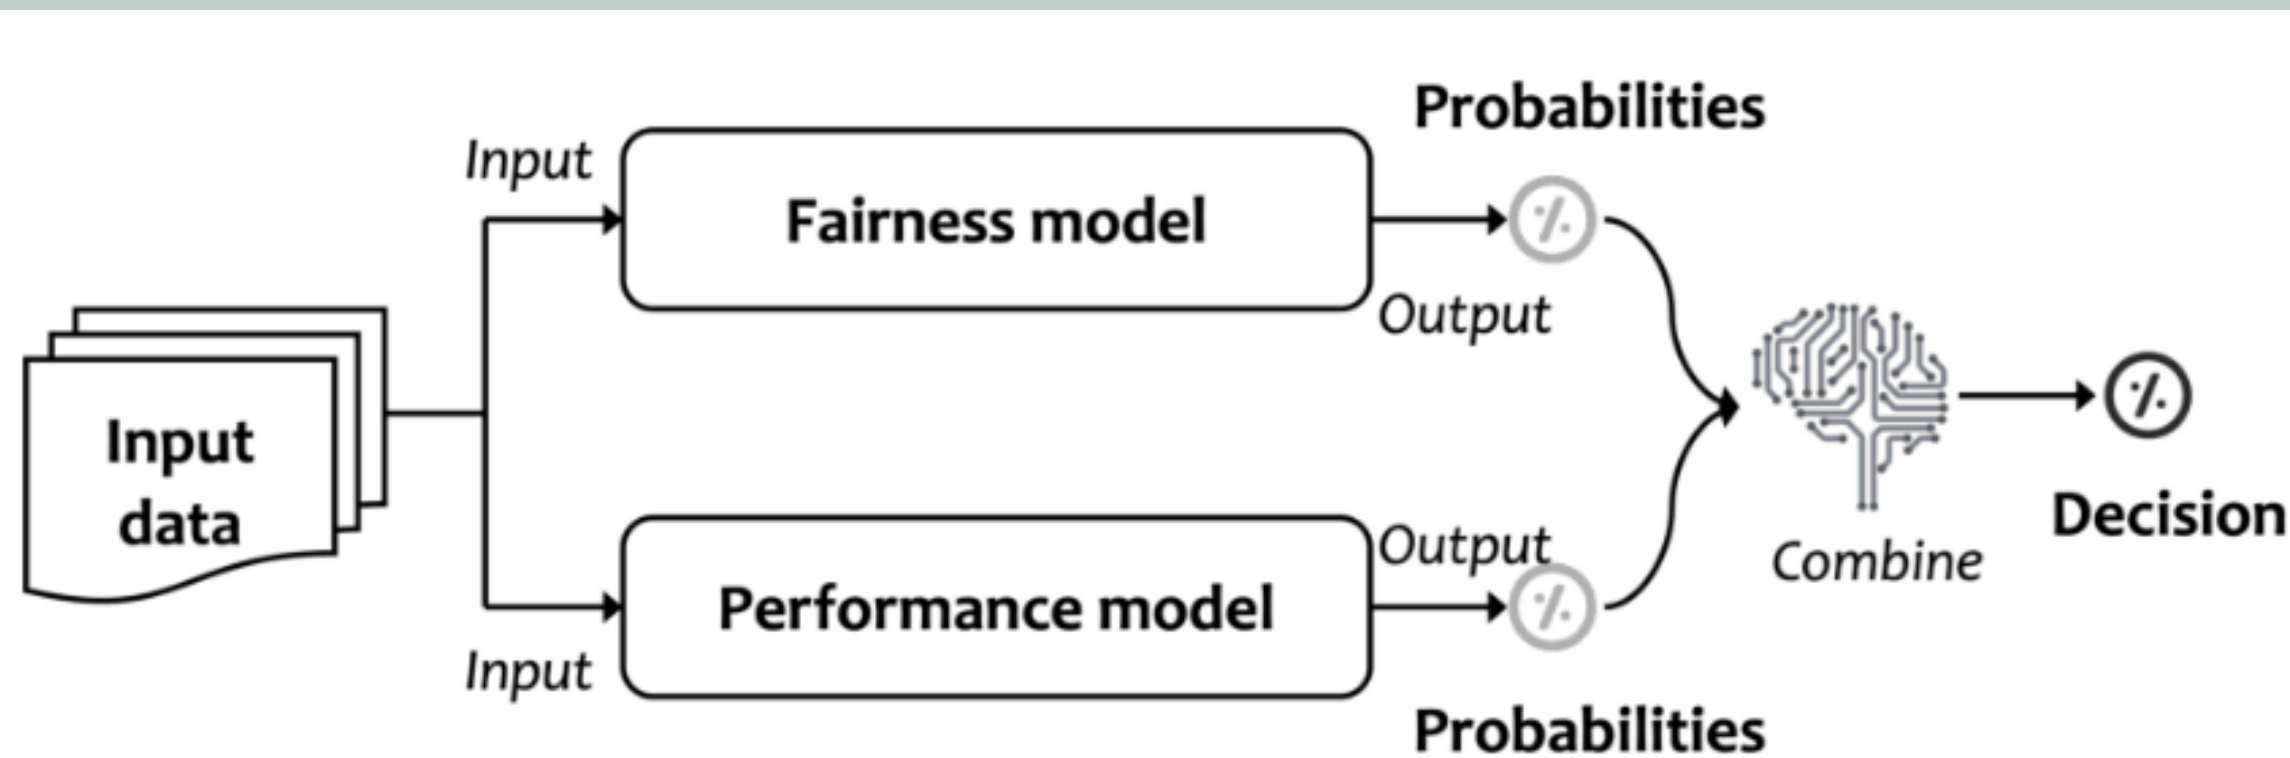 Probabilities
Input
Fairness model
Output
Input
data
Output
Performance model
Combine
Decision
Input
Probabilities